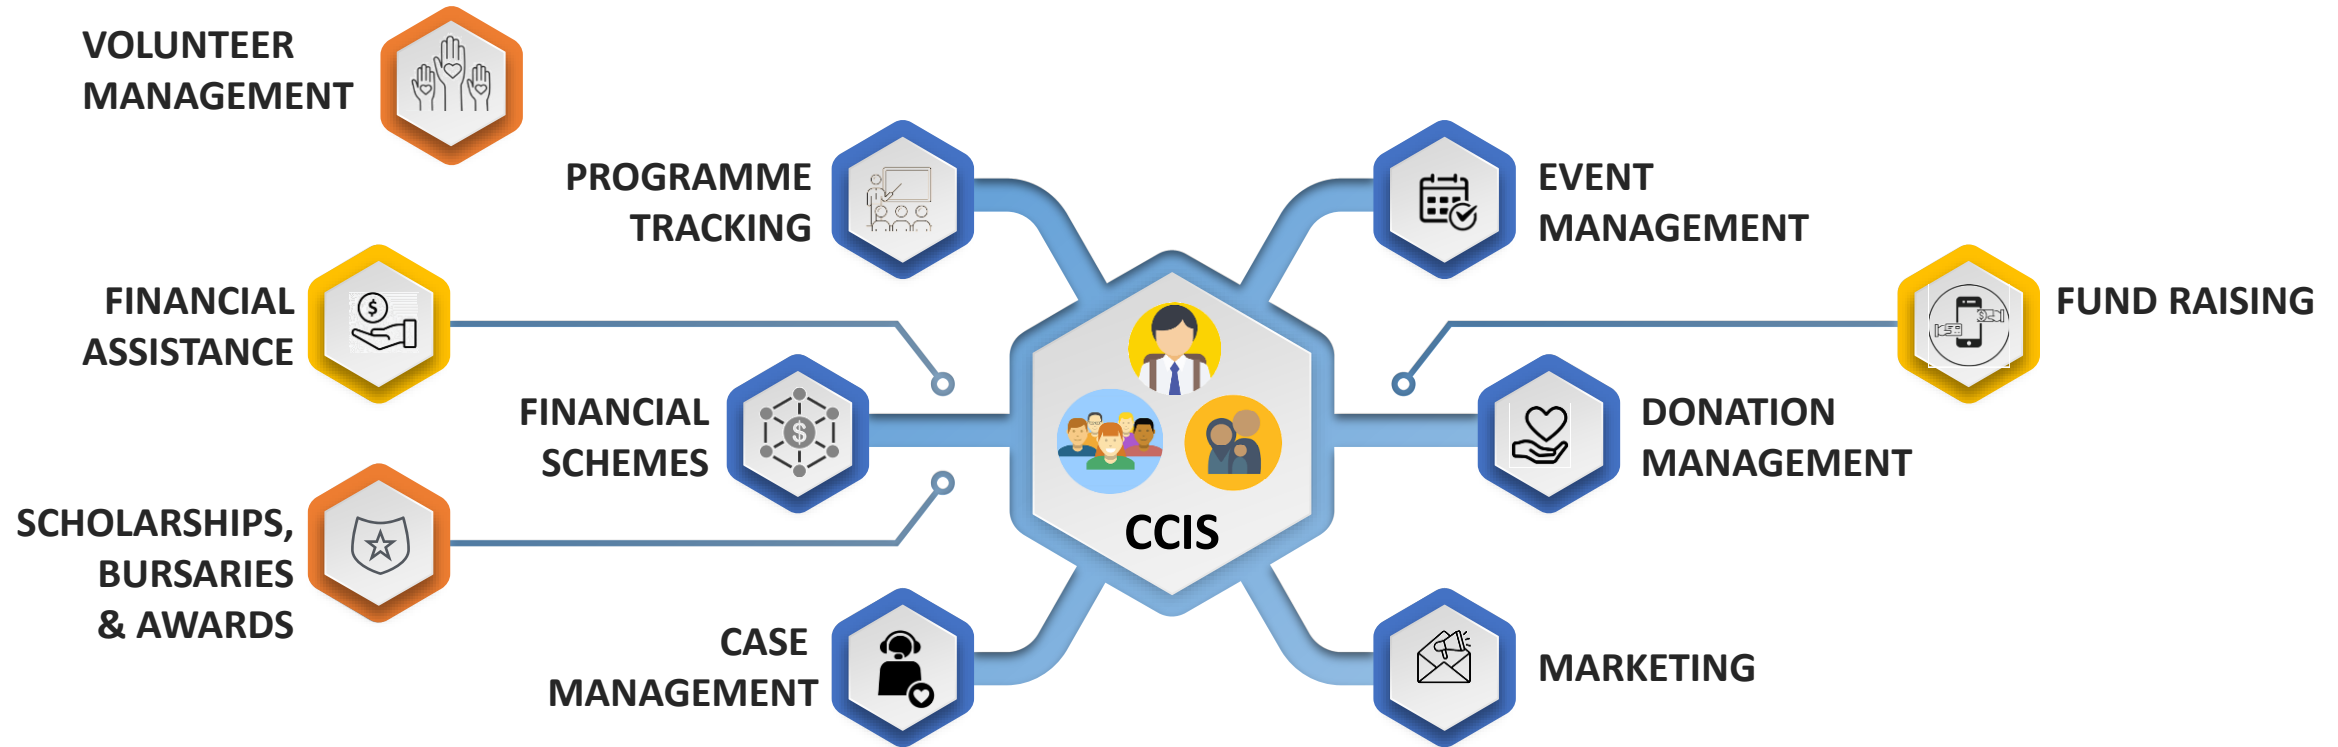 VOLUNTEER
MANAGEMENT
PROGRAMME
TRACKING
EVENT
MANAGEMENT
FINANCIAL
ASSISTANCE
FUND RAISING
FINANCIAL
SCHEMES
DONATION
MANAGEMENT
SCHOLARSHIPS,
BURSARIES
& AWARDS
CCIS
CASE
MANAGEMENT
MARKETING